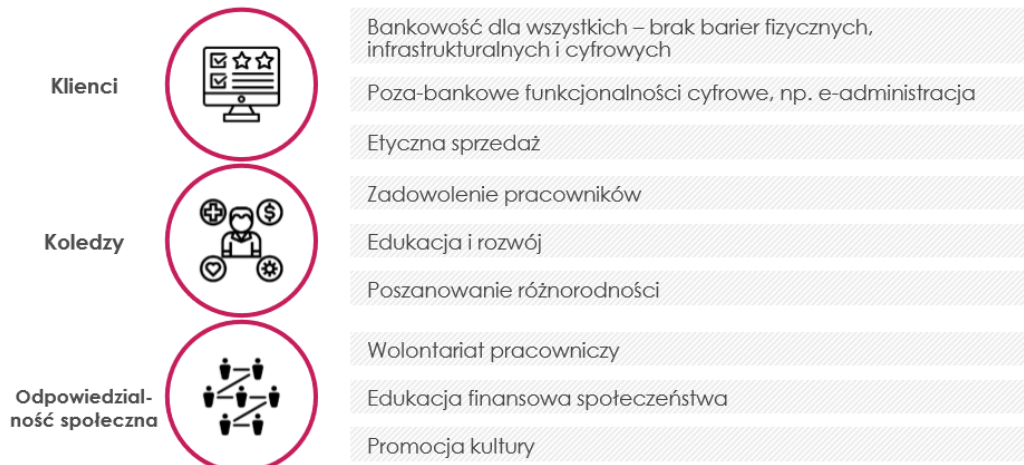 Klienci
Bankowość dla wszystkich – brak barier fizycznych,
infrastrukturalnych i cyfrowych
Poza-bankowe funkcjonalności cyfrowe, np. e-administracja
Etyczna sprzedaż
Koledzy
Zadowolenie pracowników
Edukacja i rozwój
Poszanowanie różnorodności
Odpowiedzial-
ność społeczna
Wolontariat pracowniczy
Edukacja finansowa społeczeństwa
Promocja kultury